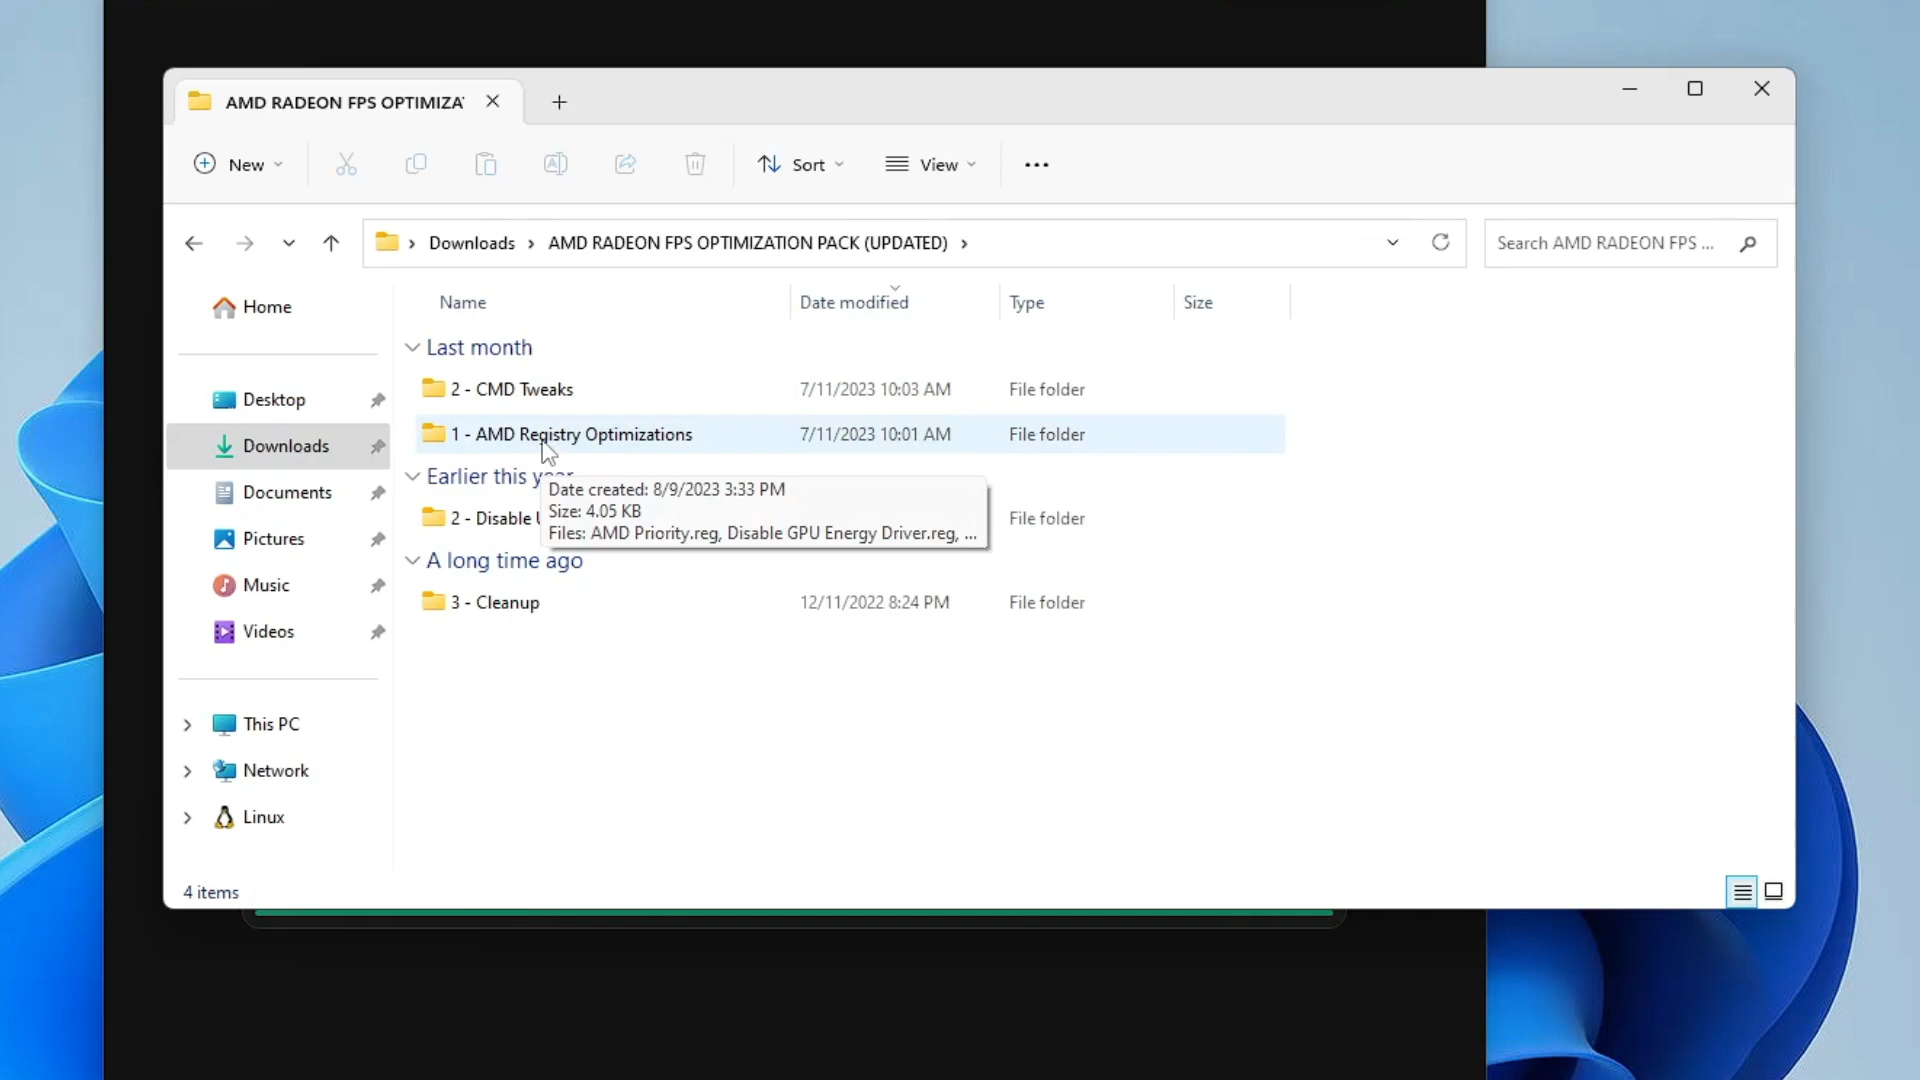 AMD RADEON FPS OPTIMIZA
New
Sort
View
Downloads
AMD RADEON FPS OPTIMIZATION PACK (UPDATED)
Search AMD RADEON FPS ...
Name
Date modified
Type
Size
Home
Desktop
Downloads
Documents
Pictures
Music
Videos
This PC
Network
Linux
Last month
2 - CMD Tweaks 7/11/2023 10:03 AM File folder
1 - AMD Registry Optimizations 7/11/2023 10:01 AM File folder
Earlier this year
Date created: 8/9/2023 3:33 PM
Size: 4.05 KB
Files: AMD Priority.reg, Disable GPU Energy Driver.reg, ...
2 - Disable File folder
A long time ago
3 - Cleanup 12/11/2022 8:24 PM File folder
4 items